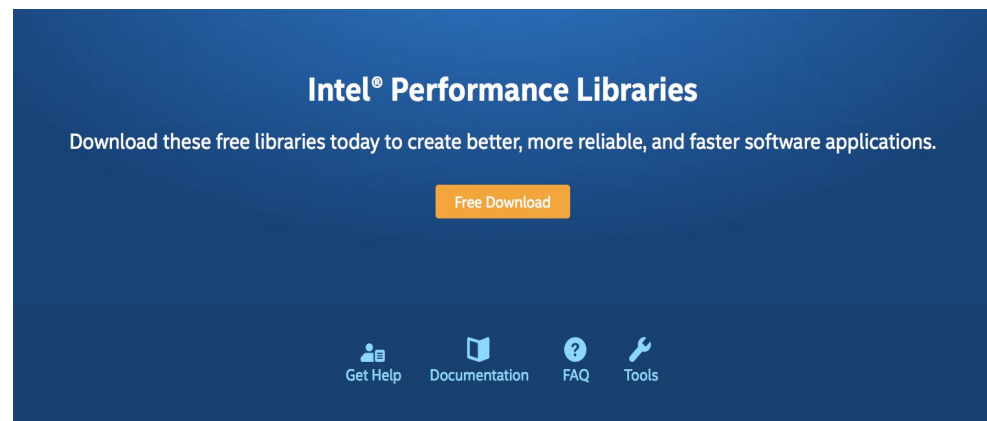 Intel® Performance Libraries
Download these free libraries today to create better, more reliable, and faster software applications.
Free Download
Get Help
Documentation
FAQ
Tools